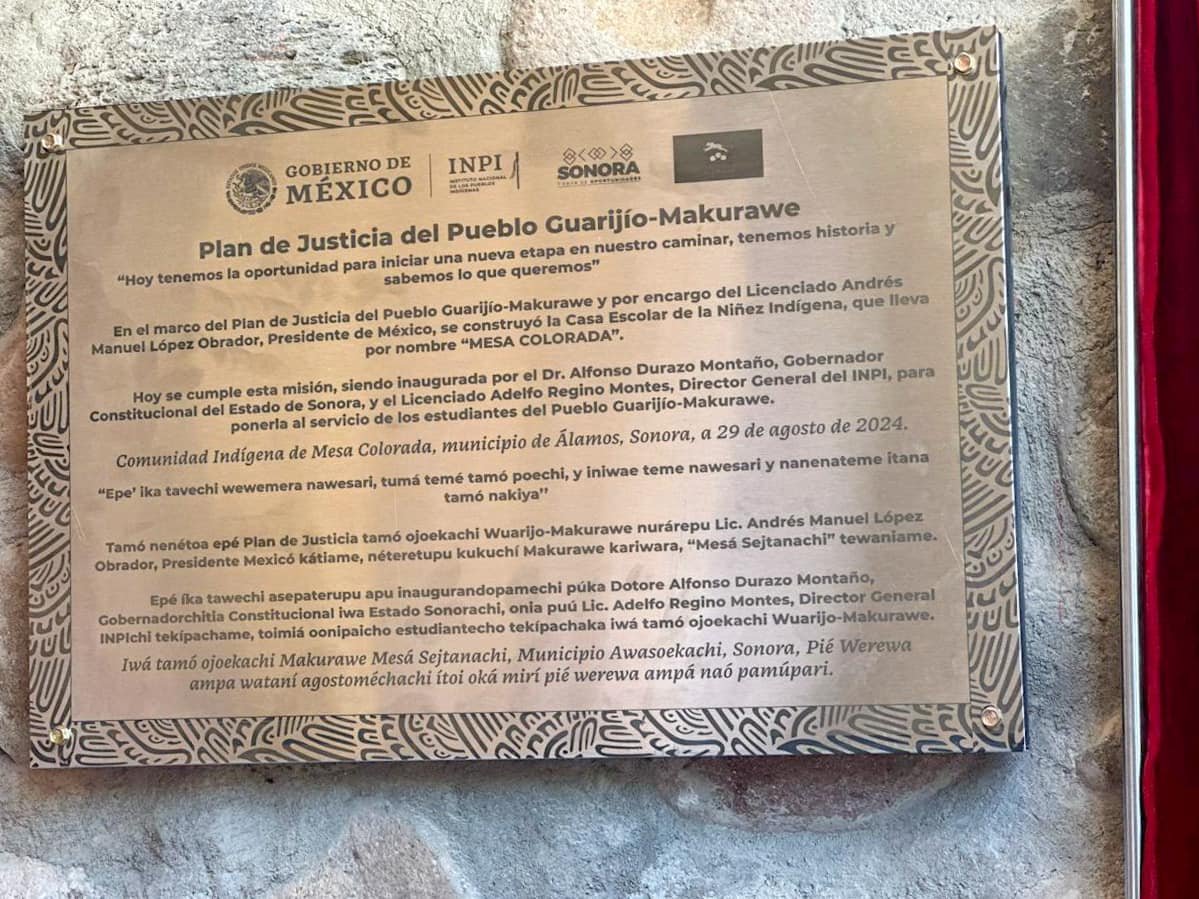 GOBIERNO DE
MÉXICO
INPI
INSTITUTO NACIONAL
DE LOS PUEBLOS
INDÍGENAS
SONORA
TIERRA DE OPORTUNIDADES
Plan de Justicia del Pueblo Guarijío-Makurawe
“Hoy tenemos la oportunidad para iniciar una nueva etapa en nuestro caminar, tenemos historia y
sabemos lo que queremos”
En el marco del Plan de Justicia del Pueblo Guarijío-Makurawe y por encargo del Licenciado Andrés
Manuel López Obrador, Presidente de México, se construyó la Casa Escolar de la Niñez Indígena, que lleva
por nombre “MESA COLORADA”.
Hoy se cumple esta misión, siendo inaugurada por el Dr. Alfonso Durazo Montaño, Gobernador
Constitucional del Estado de Sonora, y el Licenciado Adelfo Regino Montes, Director General del INPI, para
ponerla al servicio de los estudiantes del Pueblo Guarijío-Makurawe.
Comunidad Indígena de Mesa Colorada, municipio de Álamos, Sonora, a 29 de agosto de 2024.
“Epe’ ika tavechi wewemera nawesari, tumá temé tamó poechi, y iniwae teme nawesari y nanenateme itana
tamó nakiya’’
Tamó nenétoa epé Plan de Justicia tamó ojoekachi Wuarijo-Makurawe nurárepu Lic. Andrés Manuel López
Obrador, Presidente Mexicó kátiame, néteretupu kukuchí Makurawe kariwara, “Mesá Sejtanachi” tewaniame.
Epé íka tawechi asepaterupu apu inaugurandopamechi púka Dotore Alfonso Durazo Montaño,
Gobernadorchitia Constitucional iwa Estado Sonorachi, onia puú Lic. Adelfo Regino Montes, Director General
INPIchi tekípachame, toimiá oonipaicho estudiantecho tekípachaka iwá tamó ojoekachi Wuarijo-Makurawe.
Iwá tamó ojoekachi Makurawe Mesá Sejtanachi, Municipio Awasoekachi, Sonora, Pié Werewa
ampa wataní agostoméchachi ítoi oká mirí pié werewa ampá naó pamúpari.